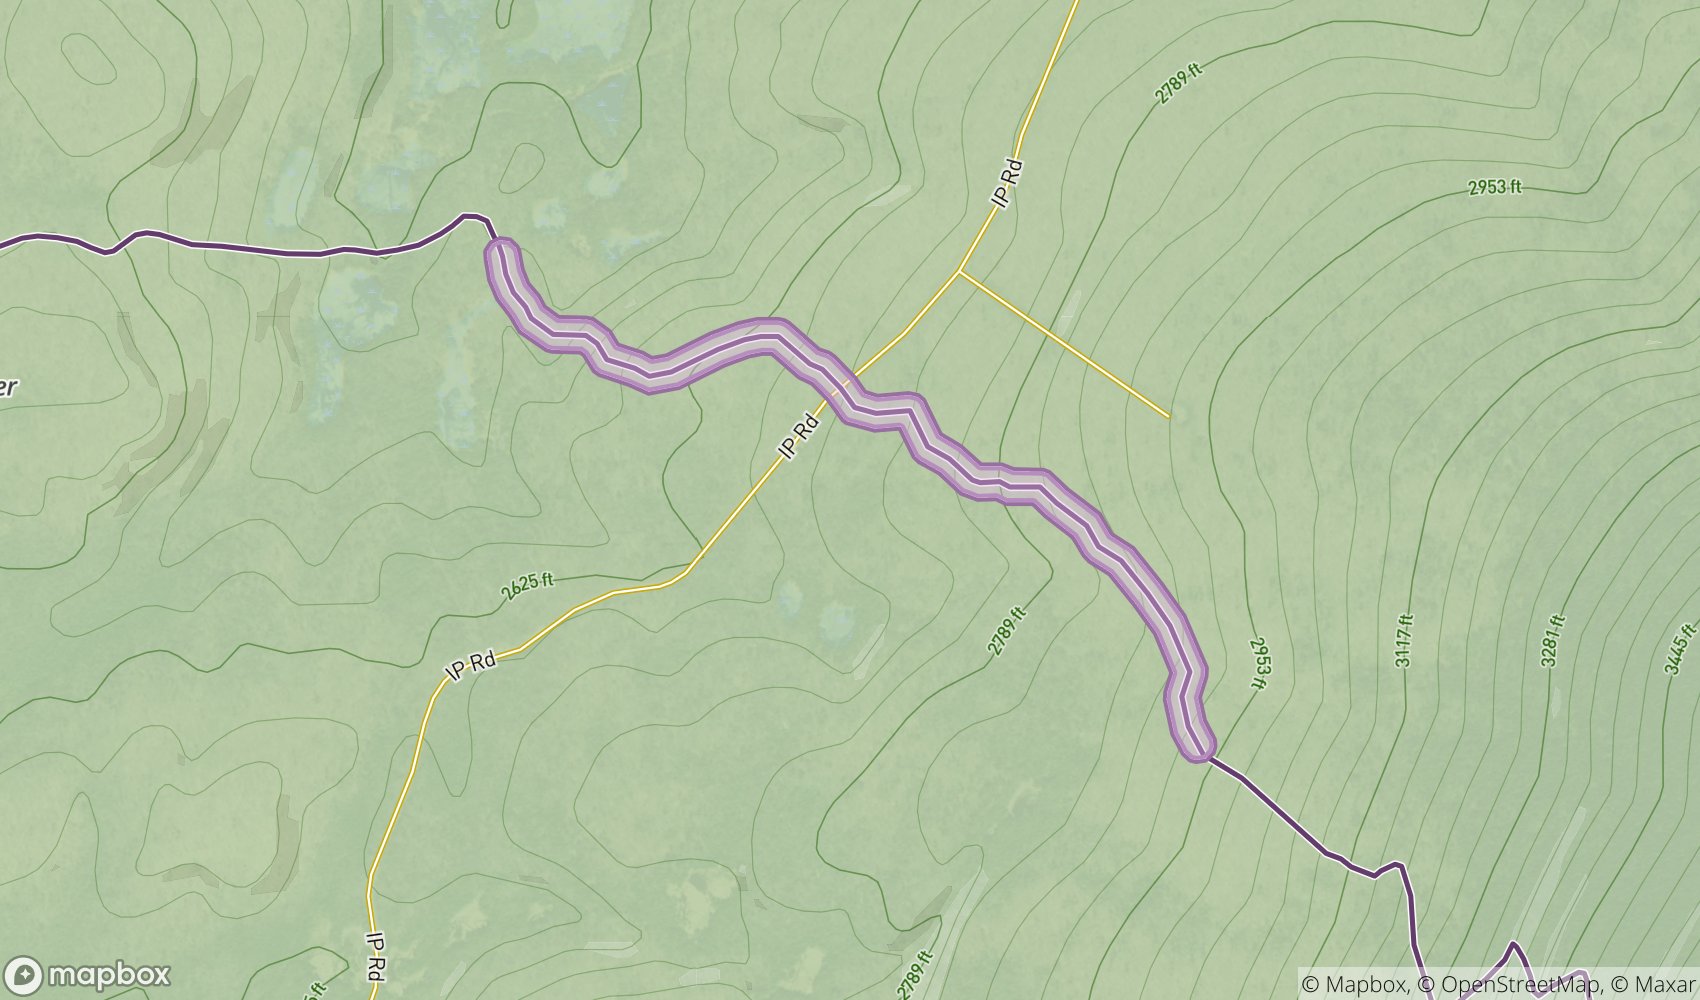 2789 ft
IP Rd
2953 ft
er
IP Rd
2625 ft
2789 ft
3117 ft
3281 ft
2953 ft
3445 ft
IP Rd
IP Rd
2789 ft
ft
mapbox
© Mapbox, © OpenStreetMap, © Maxar